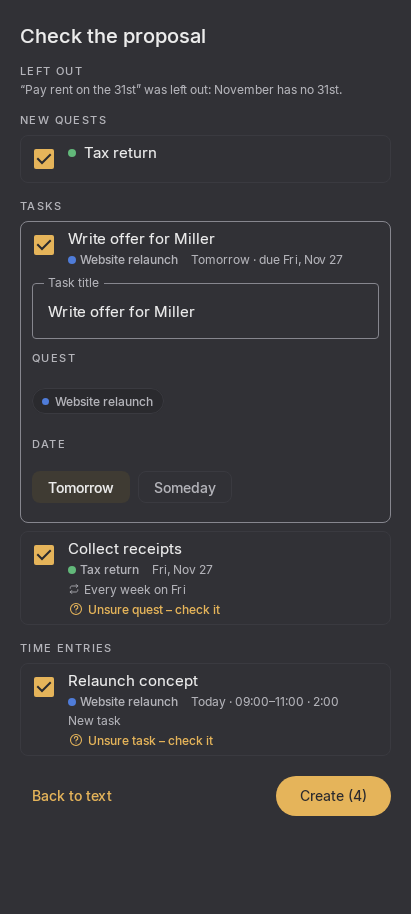 Check the proposal
LEFT OUT
“Pay rent on the 31st” was left out: November has no 31st.
NEW QUESTS
Tax return
TASKS
Write offer for Miller
Website relaunch Tomorrow · due Fri, Nov 27
Task title
Write offer for Miller
QUEST
Website relaunch
DATE
Tomorrow Someday
Collect receipts
Tax return Fri, Nov 27
Every week on Fri
Unsure quest – check it
TIME ENTRIES
Relaunch concept
Website relaunch Today · 09:00–11:00 · 2:00
New task
Unsure task – check it
Back to text Create (4)